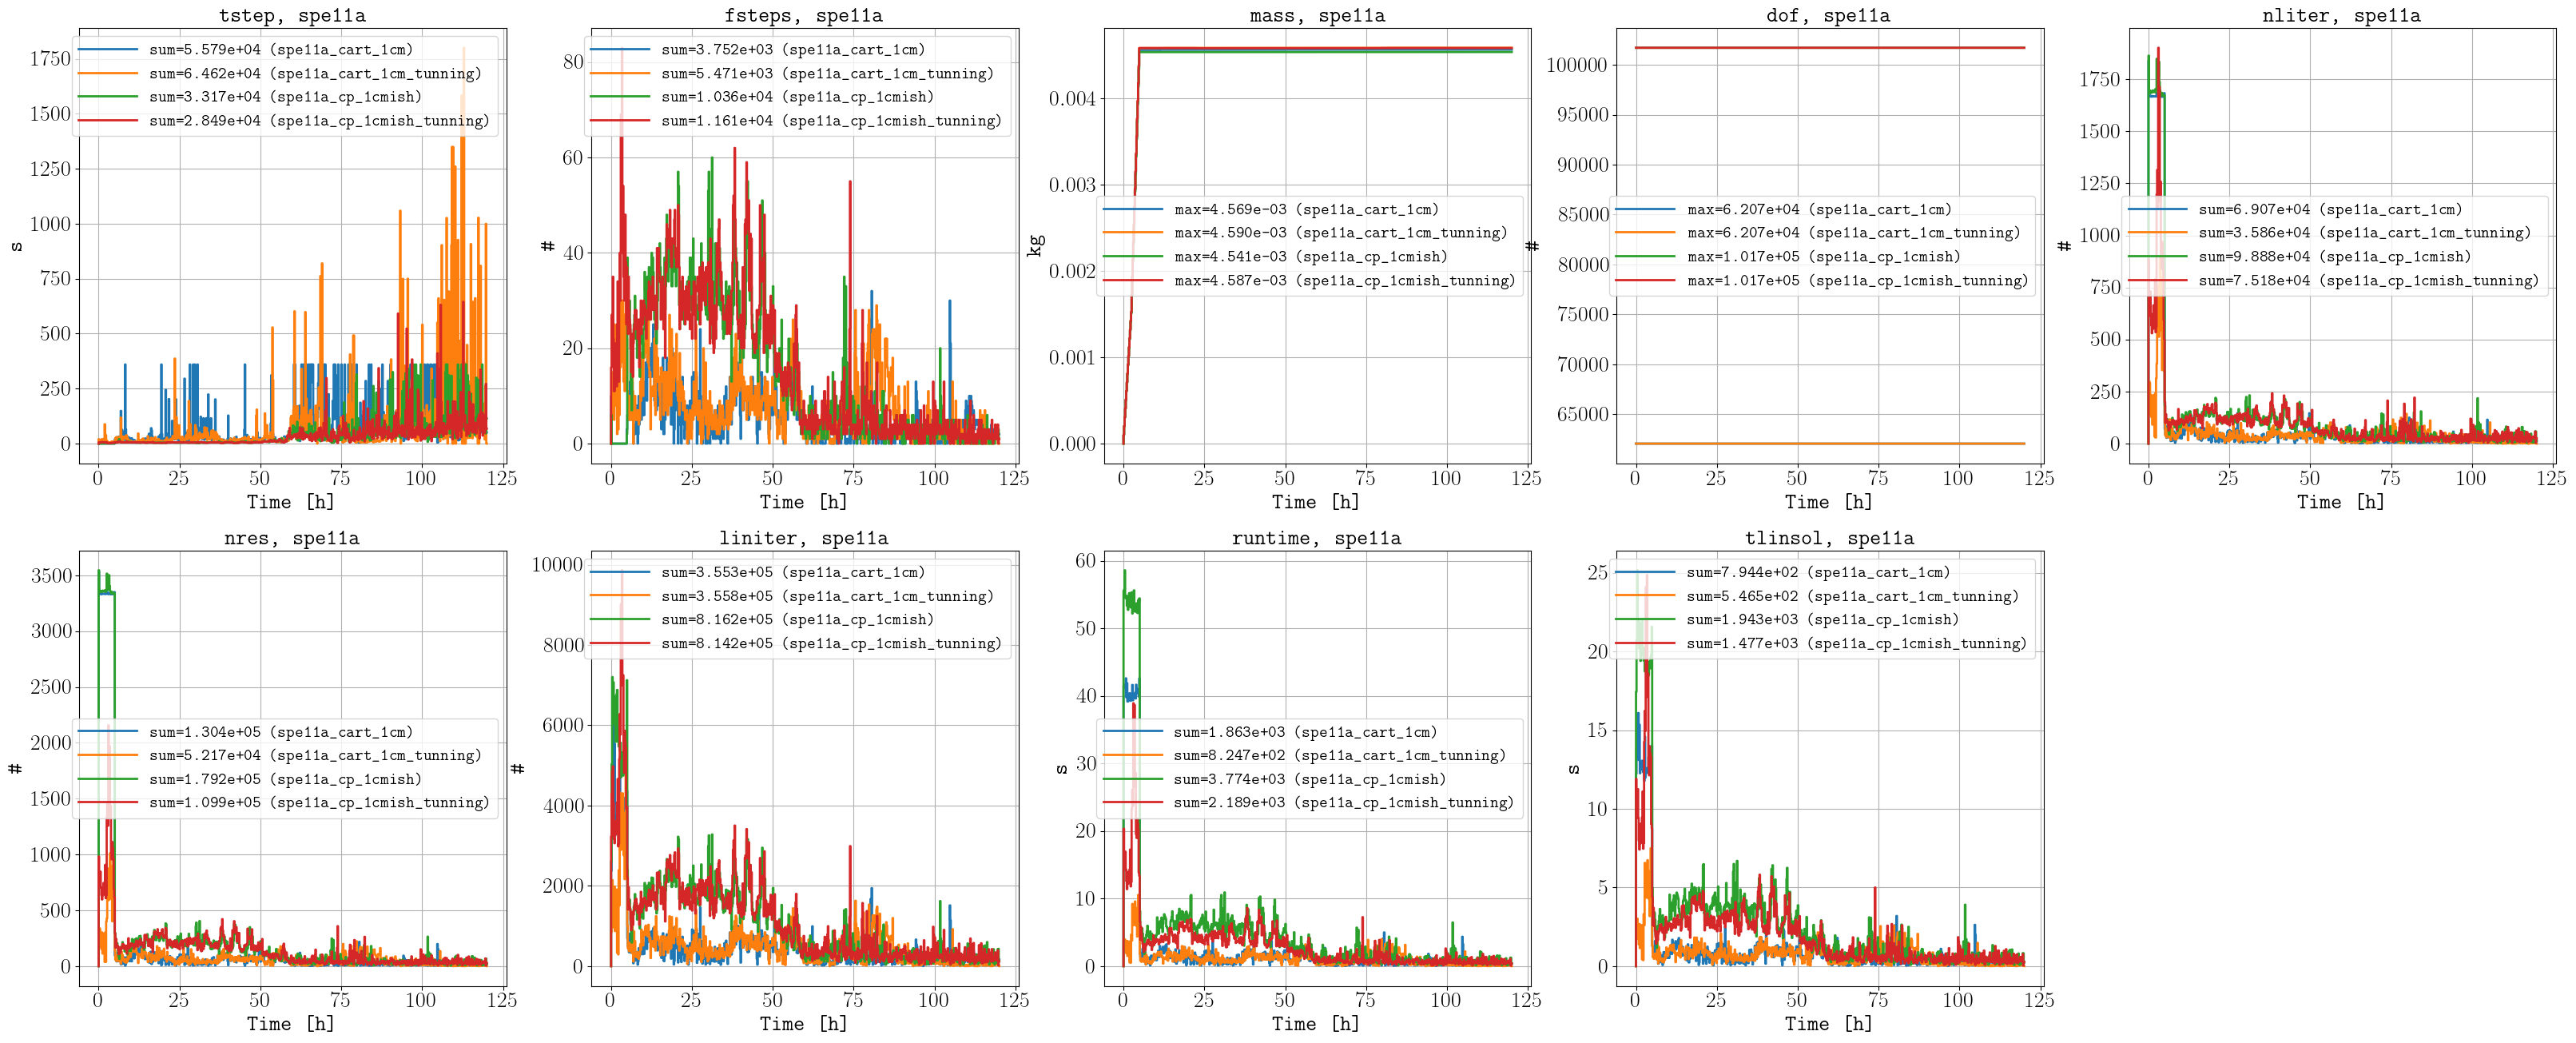 tstep, spe11a
s
1750
1500
1250
1000
750
500
250
0
sum=5.579e+04 (spe11a_cart_1cm)
sum=6.462e+04 (spe11a_cart_1cm_tunning)
sum=3.317e+04 (spe11a_cp_1cmish)
sum=2.849e+04 (spe11a_cp_1cmish_tunning)
0 25 50 75 100 125
Time [h]
fsteps, spe11a
#
80
60
40
20
0
sum=3.752e+03 (spe11a_cart_1cm)
sum=5.471e+03 (spe11a_cart_1cm_tunning)
sum=1.036e+04 (spe11a_cp_1cmish)
sum=1.161e+04 (spe11a_cp_1cmish_tunning)
0 25 50 75 100 125
Time [h]
mass, spe11a
kg
0.004
0.003
0.002
0.001
0.000
max=4.569e-03 (spe11a_cart_1cm)
max=4.590e-03 (spe11a_cart_1cm_tunning)
max=4.541e-03 (spe11a_cp_1cmish)
max=4.587e-03 (spe11a_cp_1cmish_tunning)
0 25 50 75 100 125
Time [h]
dof, spe11a
#
100000
95000
90000
85000
80000
75000
70000
65000
max=6.207e+04 (spe11a_cart_1cm)
max=6.207e+04 (spe11a_cart_1cm_tunning)
max=1.017e+05 (spe11a_cp_1cmish)
max=1.017e+05 (spe11a_cp_1cmish_tunning)
0 25 50 75 100 125
Time [h]
nliter, spe11a
#
1750
1500
1250
1000
750
500
250
0
sum=6.907e+04 (spe11a_cart_1cm)
sum=3.586e+04 (spe11a_cart_1cm_tunning)
sum=9.888e+04 (spe11a_cp_1cmish)
sum=7.518e+04 (spe11a_cp_1cmish_tunning)
0 25 50 75 100 125
Time [h]
nres, spe11a
#
3500
3000
2500
2000
1500
1000
500
0
sum=1.304e+05 (spe11a_cart_1cm)
sum=5.217e+04 (spe11a_cart_1cm_tunning)
sum=1.792e+05 (spe11a_cp_1cmish)
sum=1.099e+05 (spe11a_cp_1cmish_tunning)
0 25 50 75 100 125
Time [h]
liniter, spe11a
#
10000
8000
6000
4000
2000
0
sum=3.553e+05 (spe11a_cart_1cm)
sum=3.558e+05 (spe11a_cart_1cm_tunning)
sum=8.162e+05 (spe11a_cp_1cmish)
sum=8.142e+05 (spe11a_cp_1cmish_tunning)
0 25 50 75 100 125
Time [h]
runtime, spe11a
s
60
50
40
30
20
10
0
sum=1.863e+03 (spe11a_cart_1cm)
sum=8.247e+02 (spe11a_cart_1cm_tunning)
sum=3.774e+03 (spe11a_cp_1cmish)
sum=2.189e+03 (spe11a_cp_1cmish_tunning)
0 25 50 75 100 125
Time [h]
tlinsol, spe11a
s
25
20
15
10
5
0
sum=7.944e+02 (spe11a_cart_1cm)
sum=5.465e+02 (spe11a_cart_1cm_tunning)
sum=1.943e+03 (spe11a_cp_1cmish)
sum=1.477e+03 (spe11a_cp_1cmish_tunning)
0 25 50 75 100 125
Time [h]